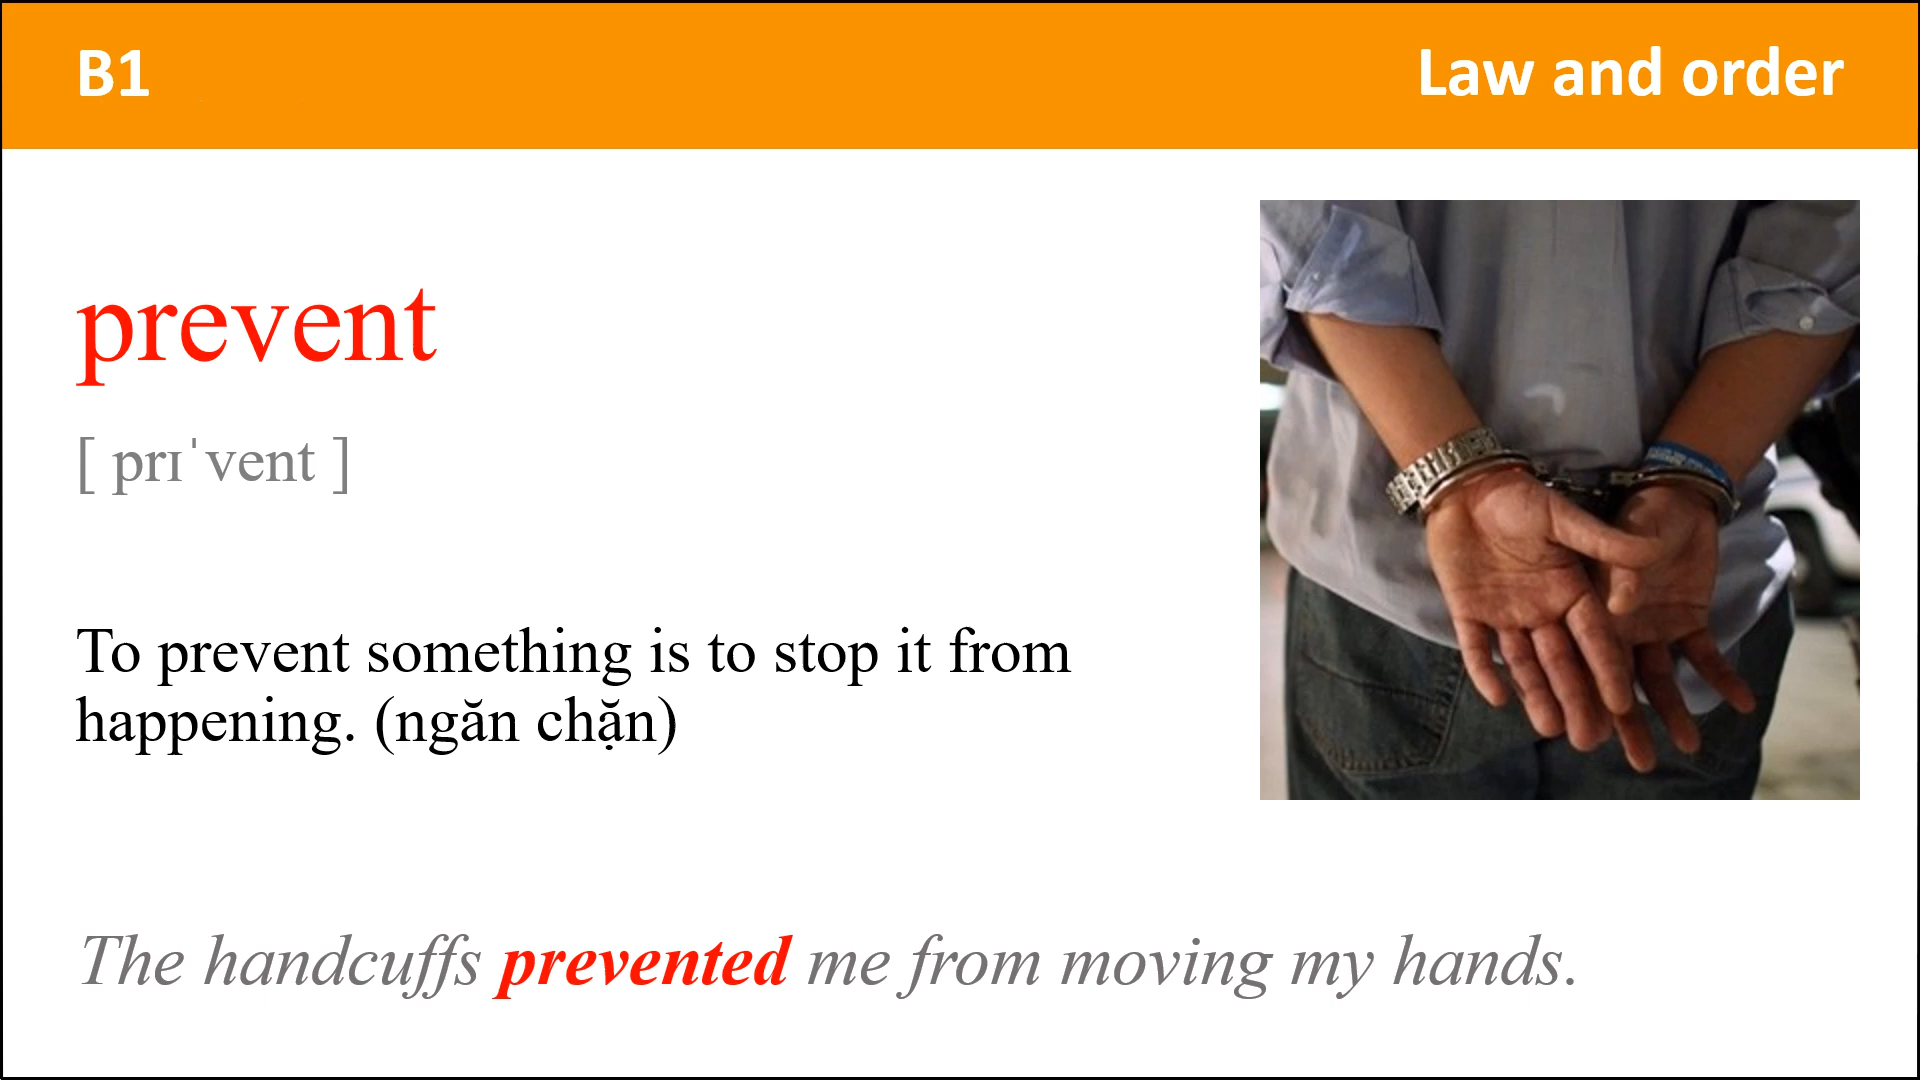 B1
Law and order
prevent
[ prɪˈvent ]
To prevent something is to stop it from
happening. (ngăn chặn)
The handcuffs prevented me from moving my hands.